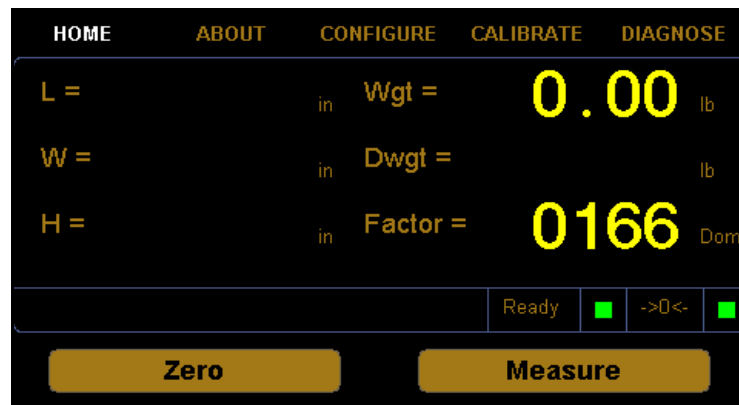 HOME ABOUT CONFIGURE CALIBRATE DIAGNOSE
L = in Wgt = 0.00 lb
W = in Dwgt = lb
H = in Factor = 0166 Dom
Ready ->0<-
Zero Measure